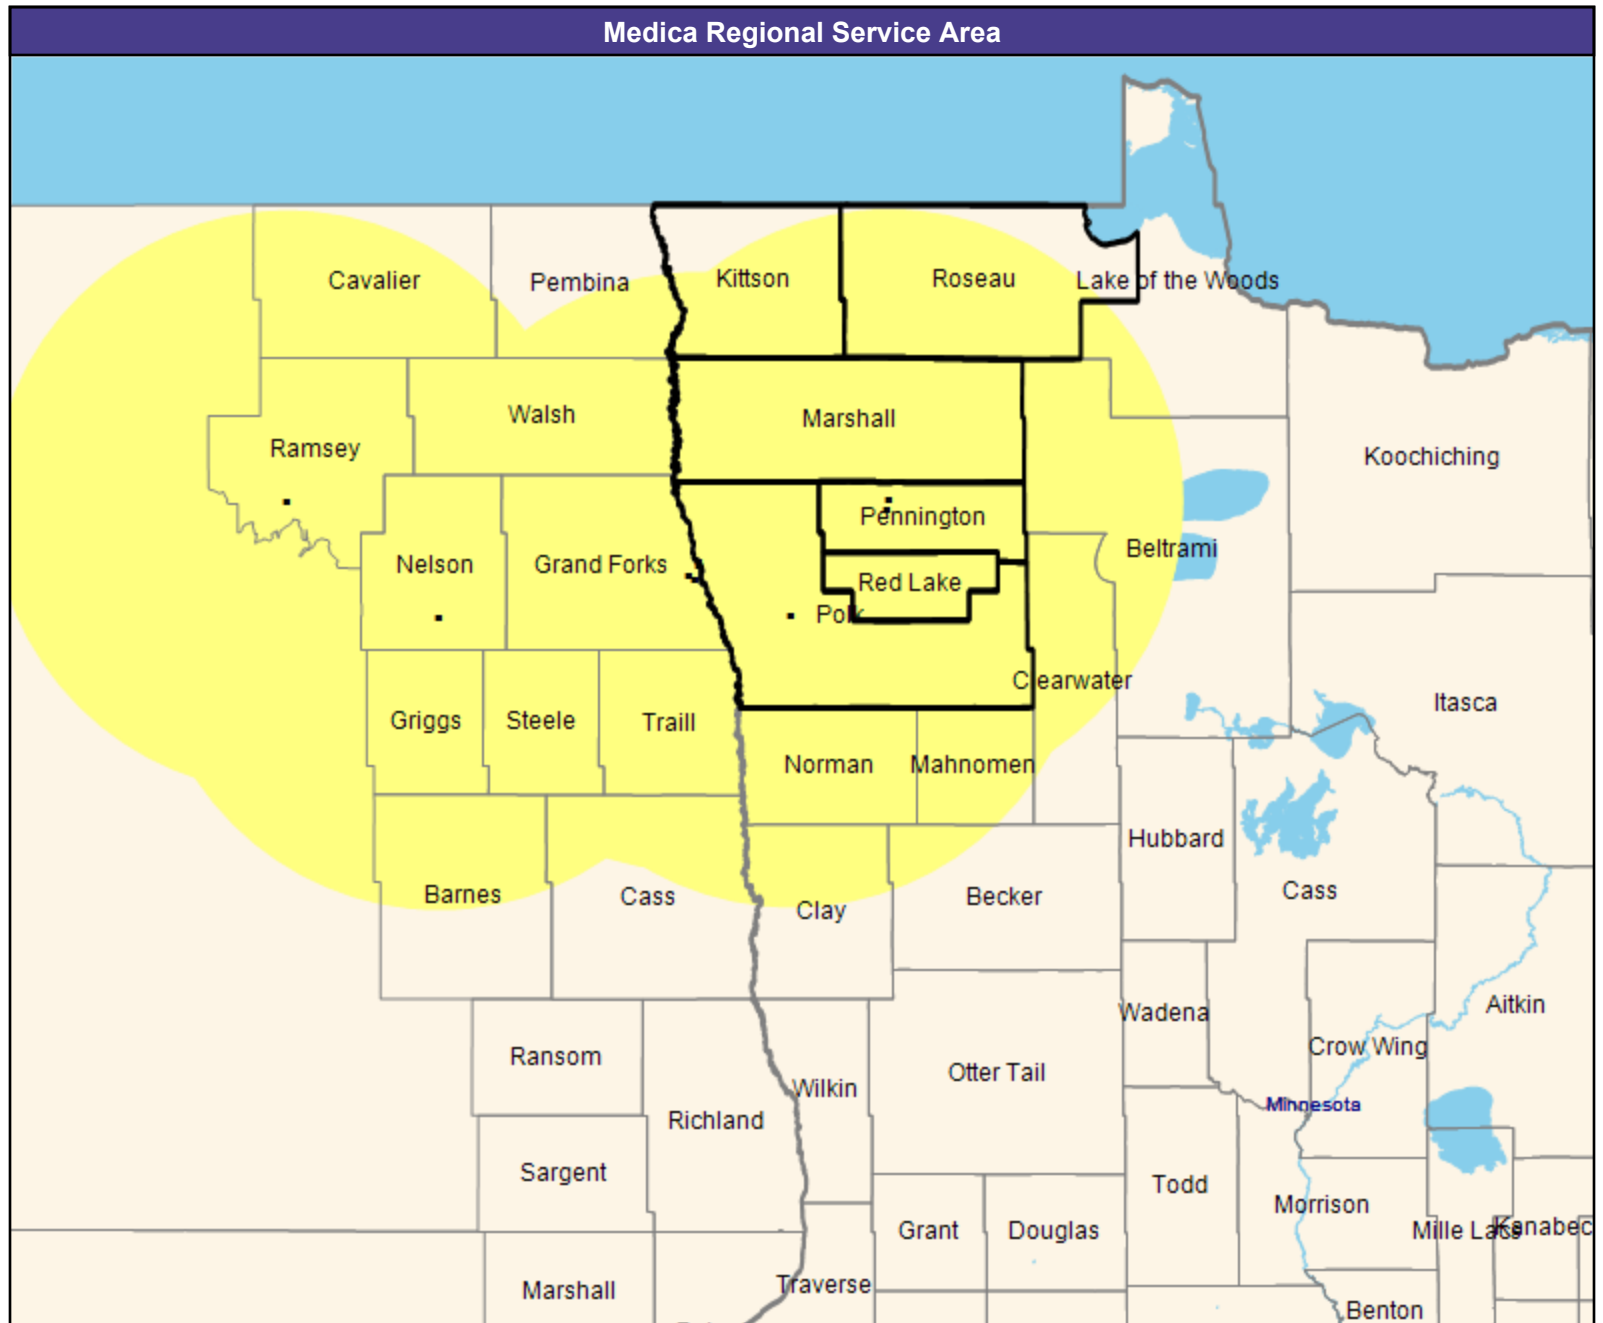 Medica Regional Service Area
Cavalier
Pembina
Kittson
Roseau
Lake of the Woods
Walsh
Marshall
Ramsey
Koochiching
Pennington
Nelson
Grand Forks
Red Lake
Beltrami
Polk
Clearwater
Griggs
Steele
Traill
Itasca
Norman
Mahnomen
Hubbard
Barnes
Cass
Clay
Becker
Cass
Wadena
Aitkin
Ransom
Crow Wing
Otter Tail
Wilkin
Minnesota
Richland
Sargent
Todd
Morrison
Grant
Douglas
Mille Lacs
Kanabec
Marshall
Traverse
Benton